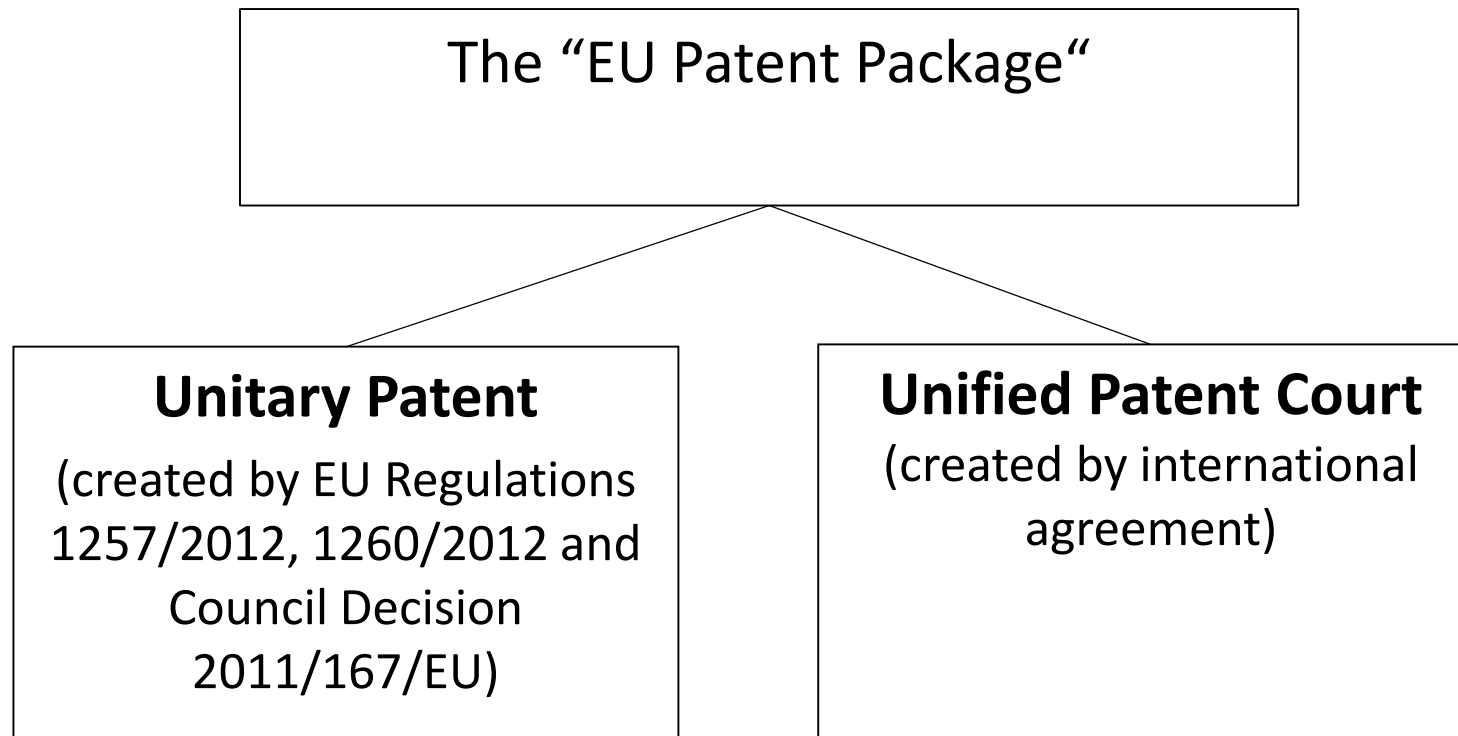 The “EU Patent Package“
Unitary Patent
(created by EU Regulations
1257/2012, 1260/2012 and
Council Decision
2011/167/EU)
Unified Patent Court
(created by international
agreement)